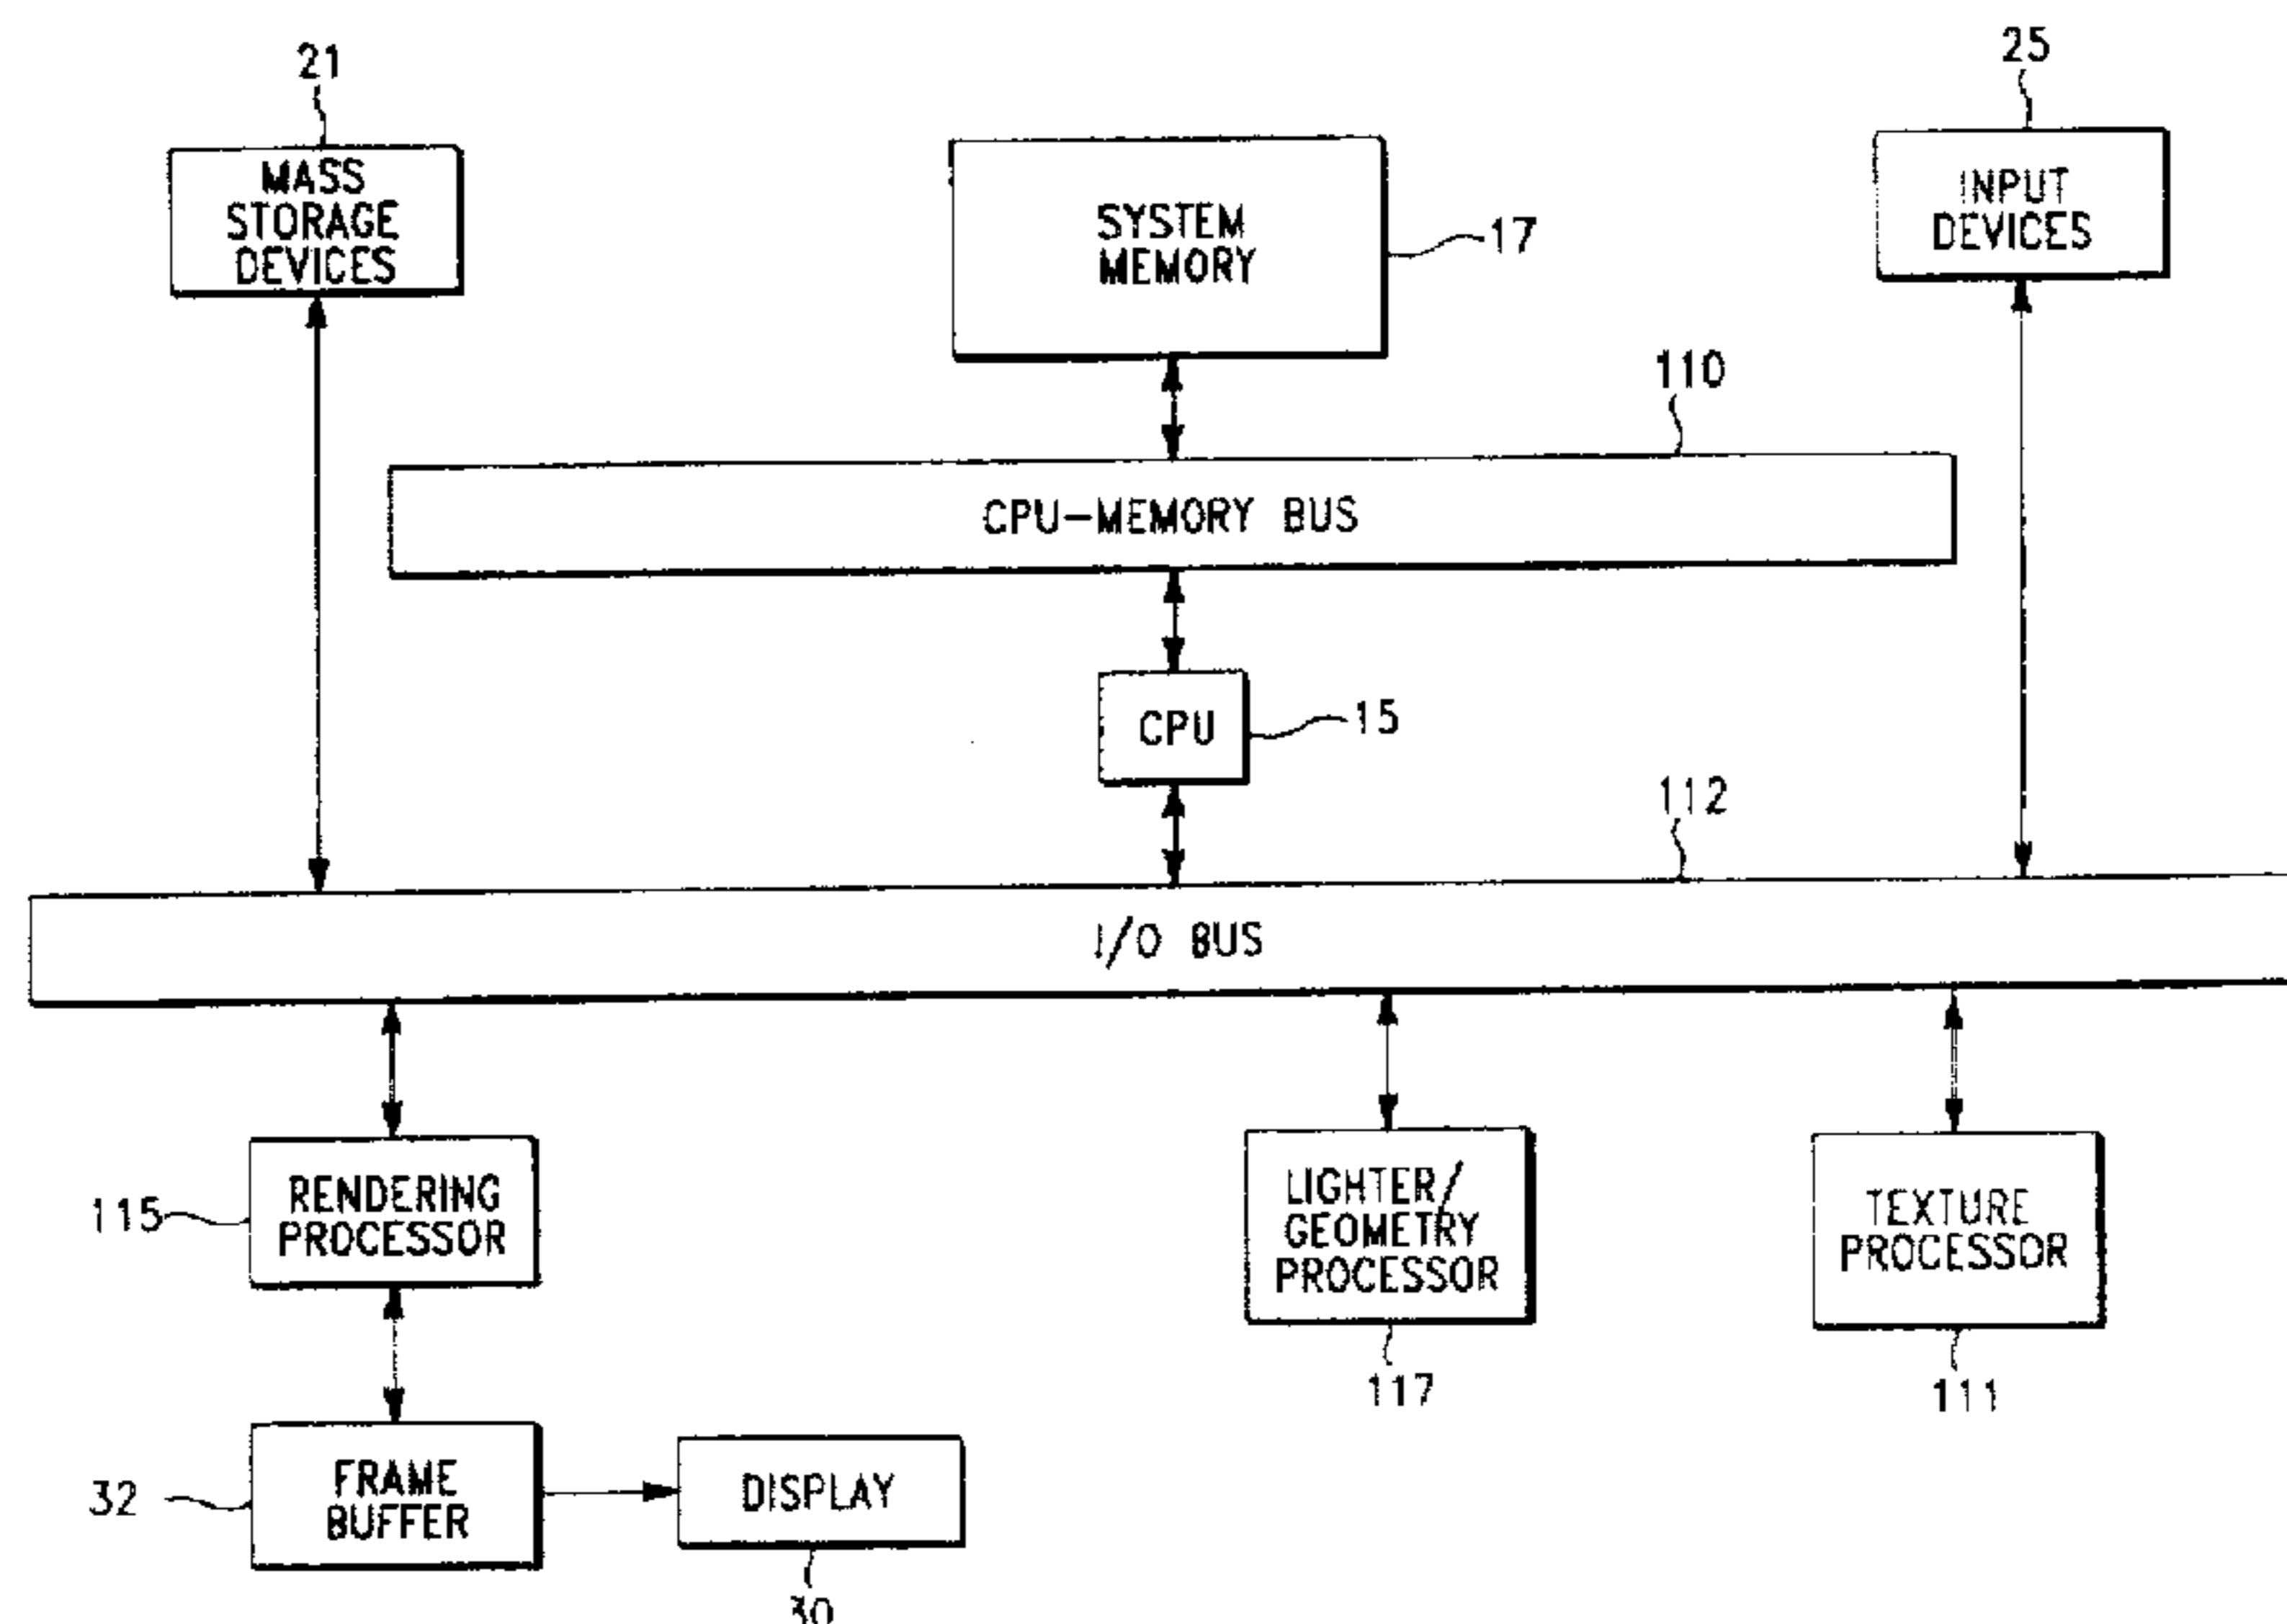 21
25
MASS
STORAGE
DEVICES
SYSTEM
MEMORY
17
INPUT
DEVICES
110
CPU-MEMORY BUS
CPU
15
112
I/O BUS
115
RENDERING
PROCESSOR
LIGHTER/
GEOMETRY
PROCESSOR
TEXTURE
PROCESSOR
117
111
32
FRAME
BUFFER
DISPLAY
30